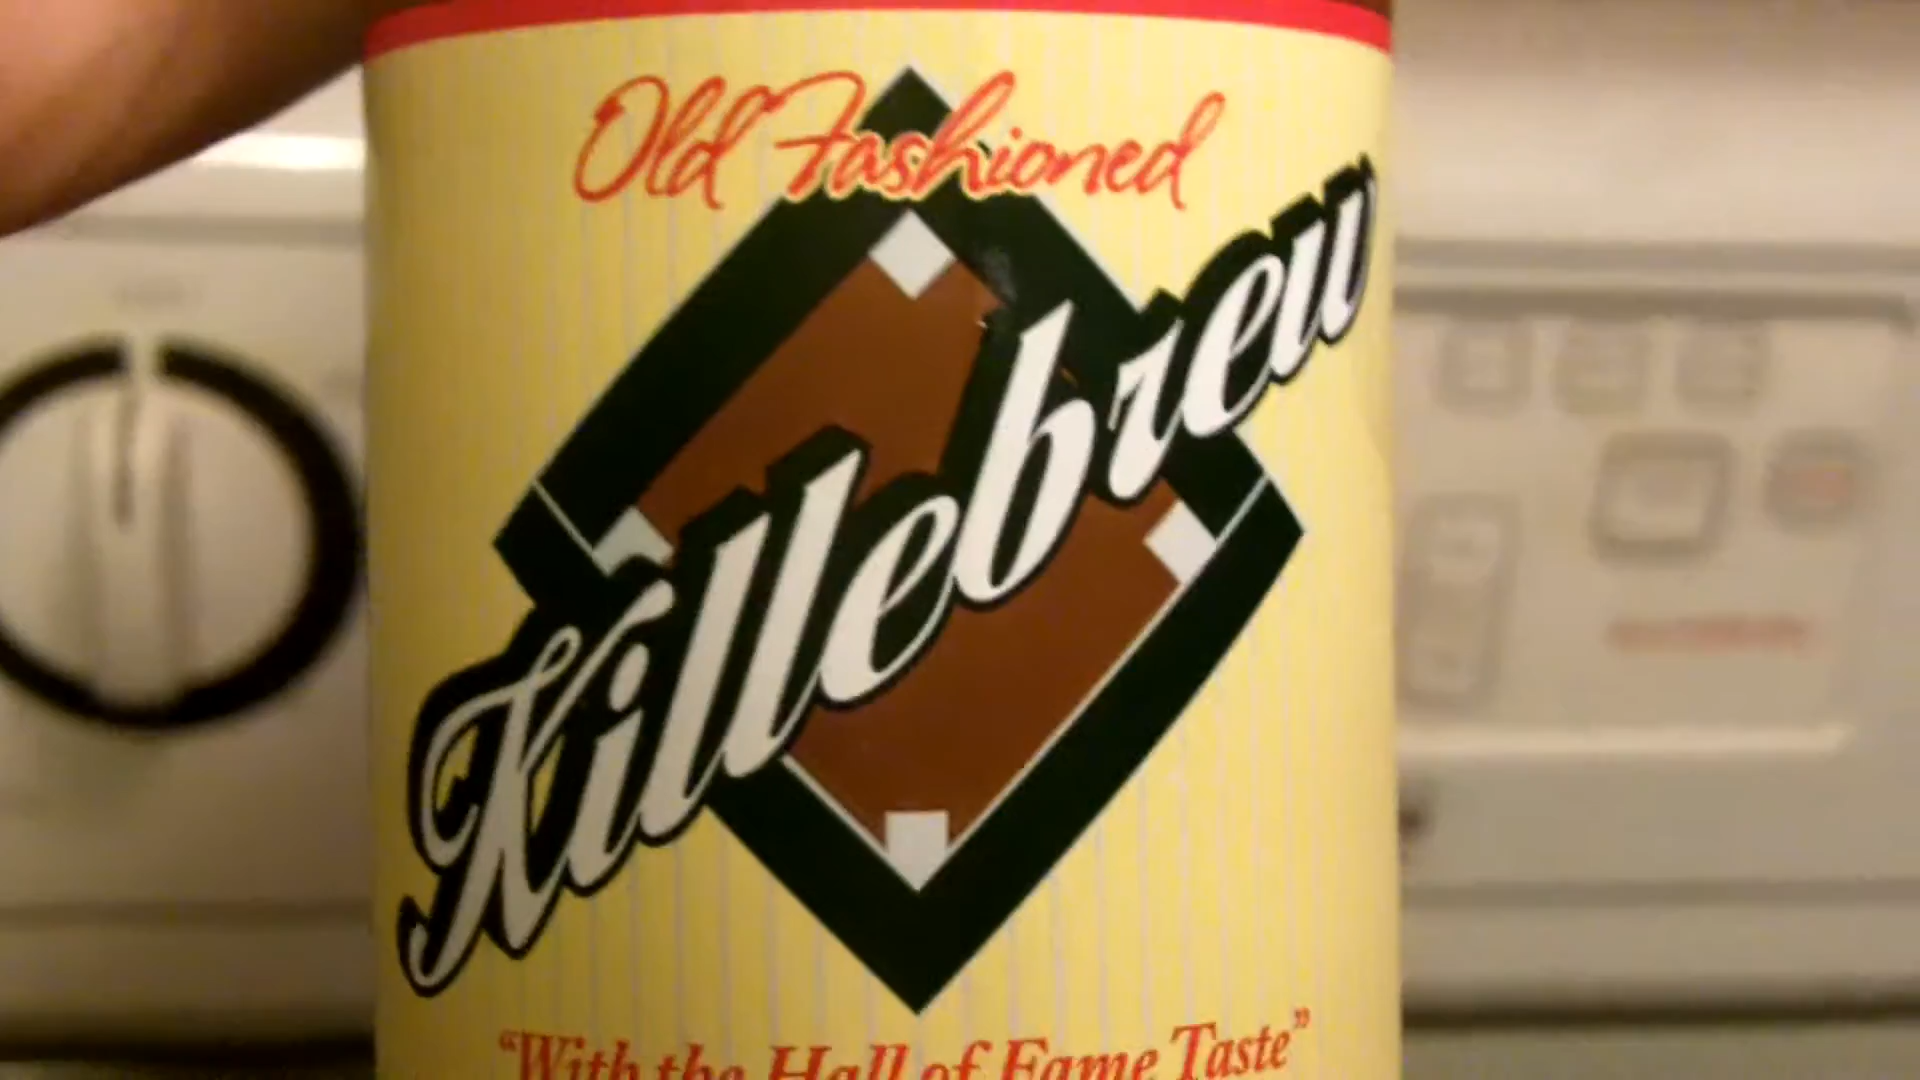 Old Fashioned
Killebrew
“With the Hall of Fame Taste”